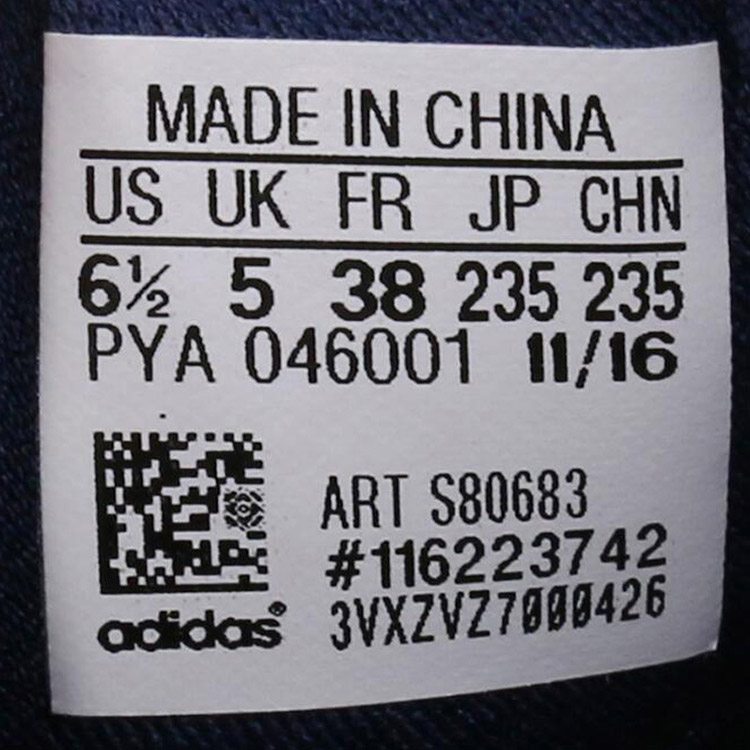 MADE IN CHINA
US UK FR JP CHN
6½ 5 38 235 235
PYA 046001 11/16
ART S80683
#116223742
adidas® 3VXZVZ7000426